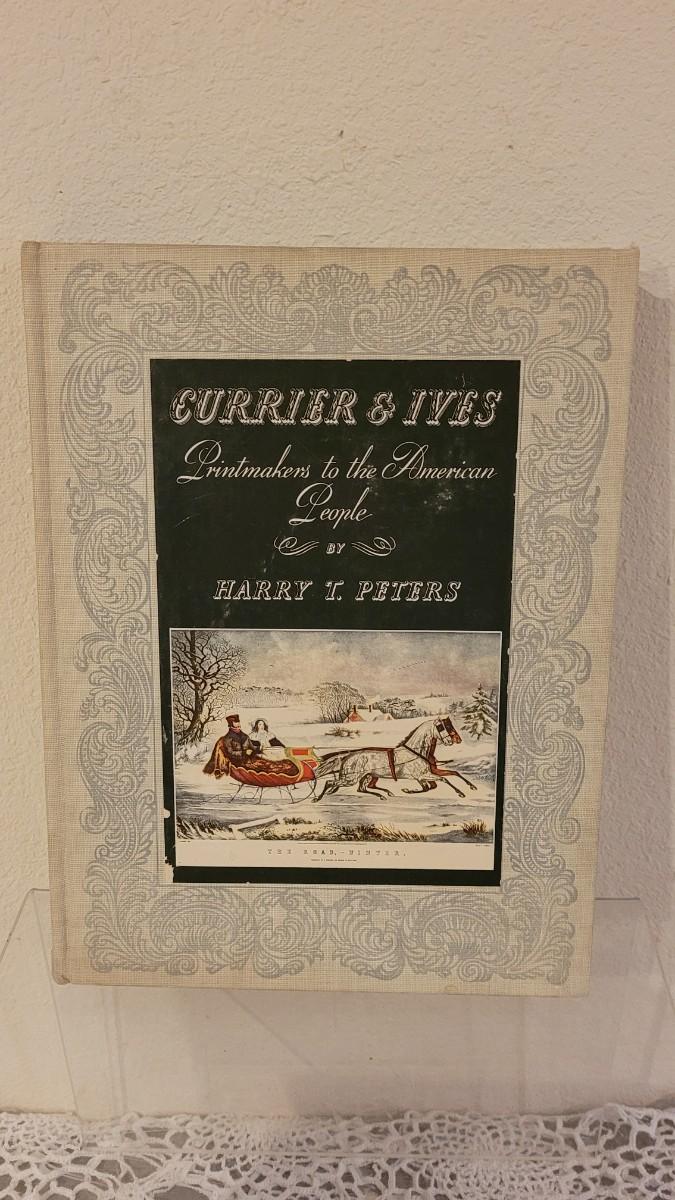 CURRIER & IVES
Printmakers to the American
People
BY
HARRY T. PETERS
THE ROAD,-WINTER.